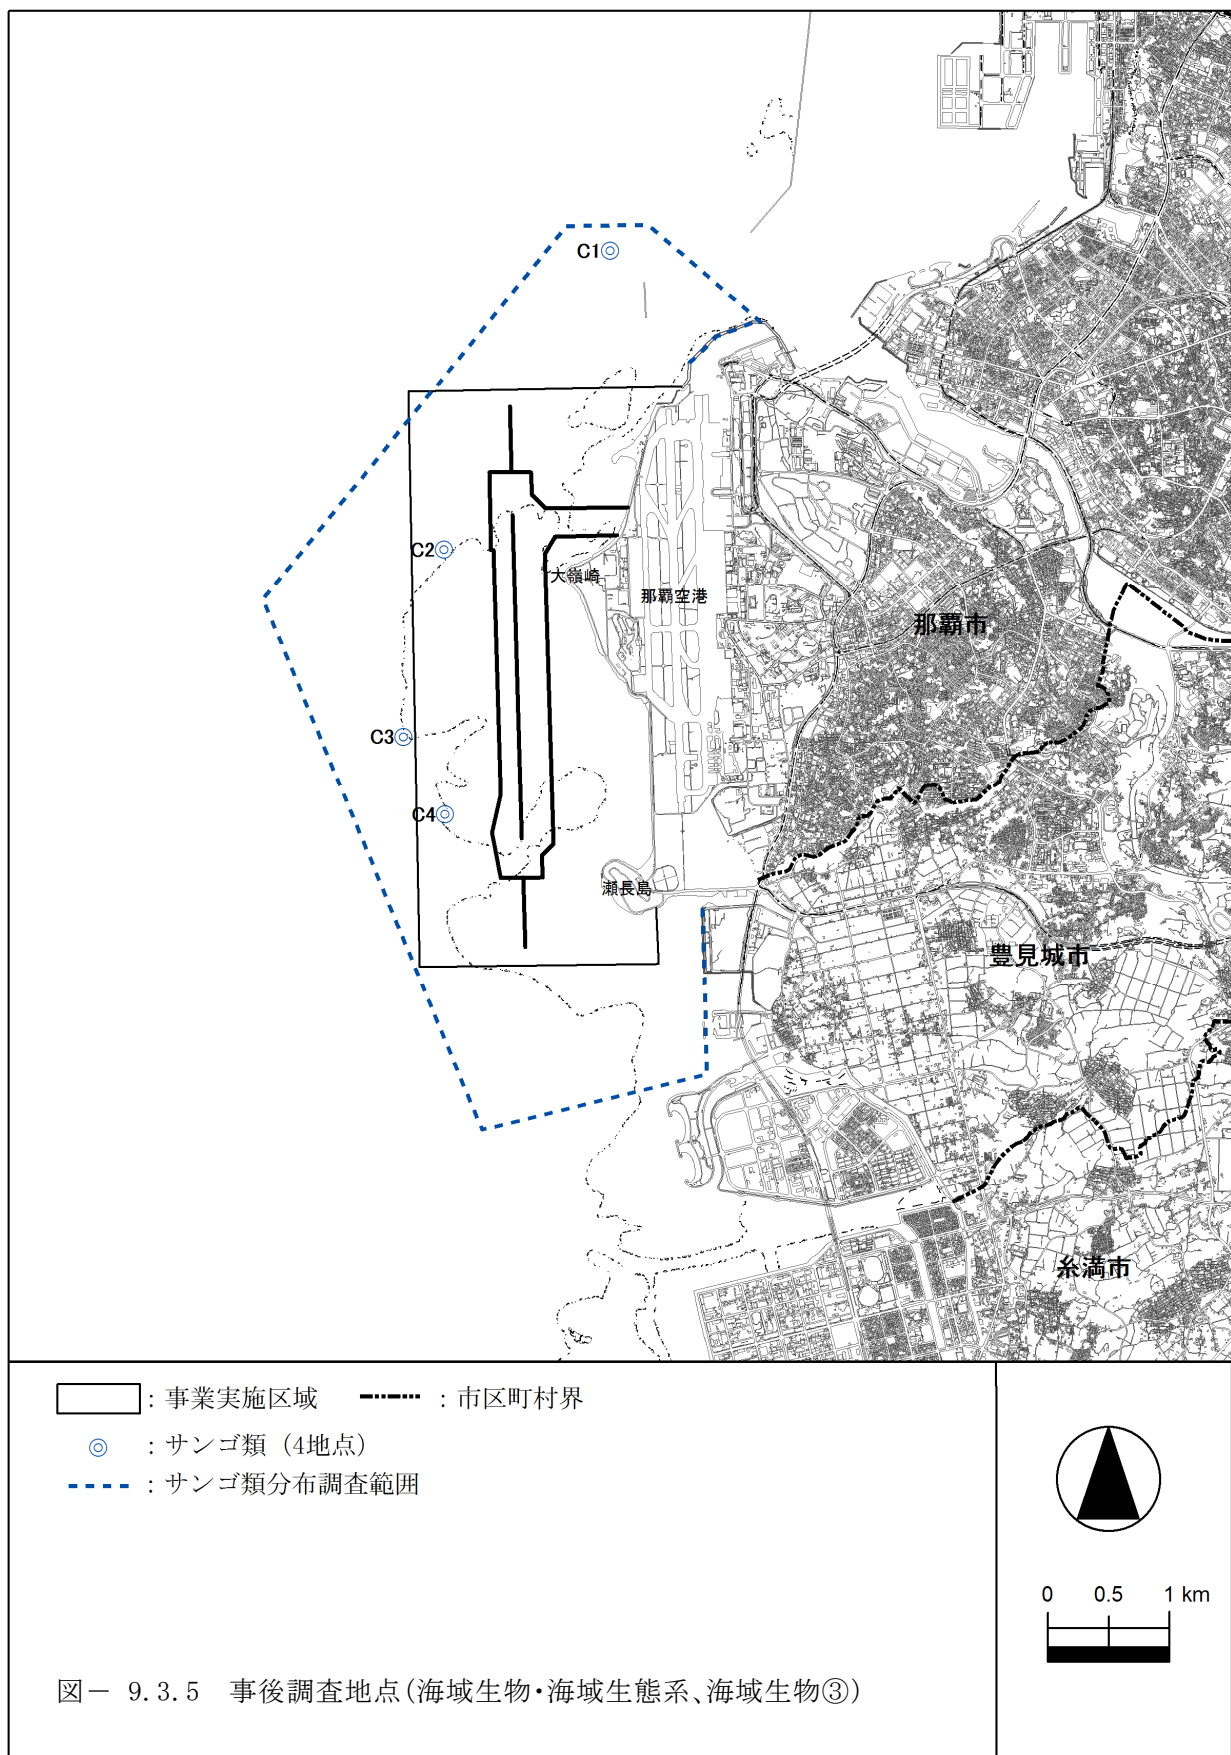 C1
C2
大嶺崎
那覇空港
那覇市
C3
C4
瀬長島
豊見城市
糸満市
：事業実施区域
：市区町村界
：サンゴ類（4地点）
：サンゴ類分布調査範囲
0 0.5 1 km
図－ 9.3.5 事後調査地点(海域生物・海域生態系、海域生物③)